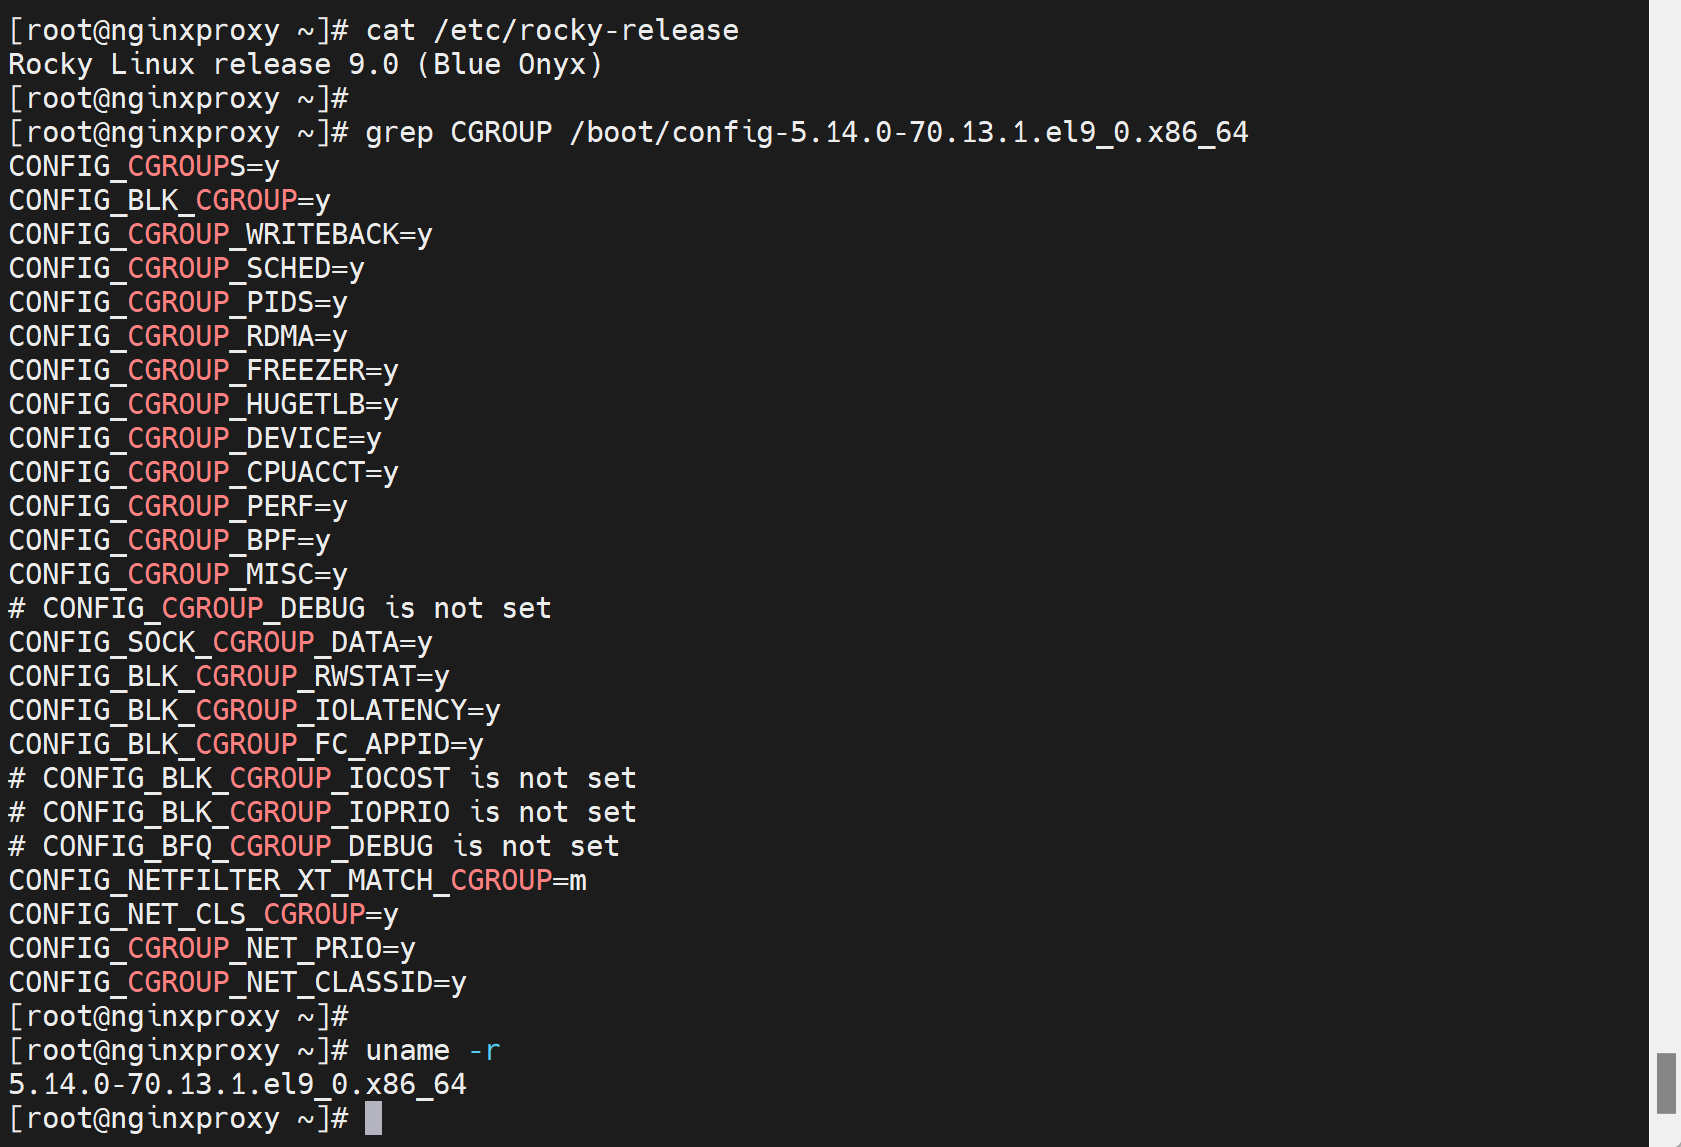 [root@nginxproxy ~]# cat /etc/rocky-release
Rocky Linux release 9.0 (Blue Onyx)
[root@nginxproxy ~]#
[root@nginxproxy ~]# grep CGROUP /boot/config-5.14.0-70.13.1.el9_0.x86_64
CONFIG_CGROUPS=y
CONFIG_BLK_CGROUP=y
CONFIG_CGROUP_WRITEBACK=y
CONFIG_CGROUP_SCHED=y
CONFIG_CGROUP_PIDS=y
CONFIG_CGROUP_RDMA=y
CONFIG_CGROUP_FREEZER=y
CONFIG_CGROUP_HUGETLB=y
CONFIG_CGROUP_DEVICE=y
CONFIG_CGROUP_CPUACCT=y
CONFIG_CGROUP_PERF=y
CONFIG_CGROUP_BPF=y
CONFIG_CGROUP_MISC=y
# CONFIG_CGROUP_DEBUG is not set
CONFIG_SOCK_CGROUP_DATA=y
CONFIG_BLK_CGROUP_RWSTAT=y
CONFIG_BLK_CGROUP_IOLATENCY=y
CONFIG_BLK_CGROUP_FC_APPID=y
# CONFIG_BLK_CGROUP_IOCOST is not set
# CONFIG_BLK_CGROUP_IOPRIO is not set
# CONFIG_BFQ_CGROUP_DEBUG is not set
CONFIG_NETFILTER_XT_MATCH_CGROUP=m
CONFIG_NET_CLS_CGROUP=y
CONFIG_CGROUP_NET_PRIO=y
CONFIG_CGROUP_NET_CLASSID=y
[root@nginxproxy ~]#
[root@nginxproxy ~]# uname -r
5.14.0-70.13.1.el9_0.x86_64
[root@nginxproxy ~]#